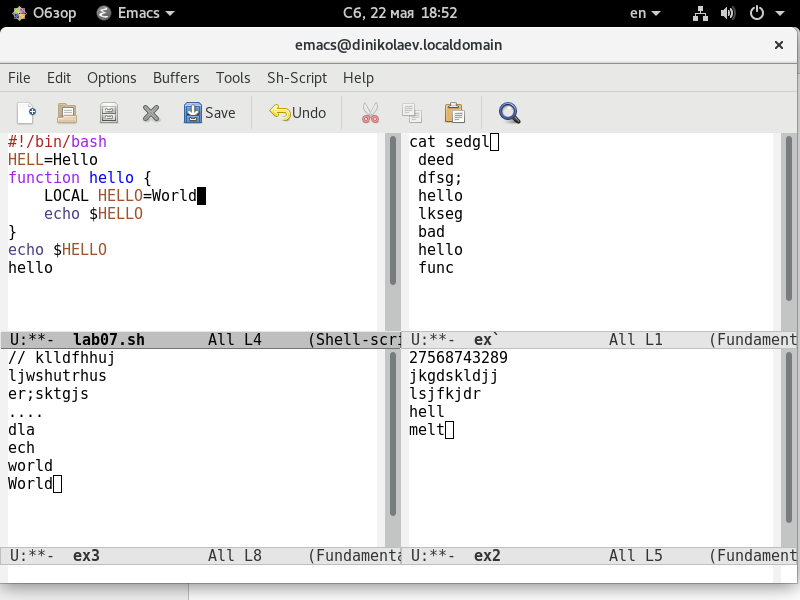 Обзор Emacs Сб, 22 мая 18:52 en
emacs@dinikolaev.localdomain
File Edit Options Buffers Tools Sh-Script Help
Save Undo
#!/bin/bash
HELL=Hello
function hello {
    LOCAL HELLO=World
    echo $HELLO
}
echo $HELLO
hello
U:**-  lab07.sh       All L4     (Shell-scri
cat sedgl
 deed
 dfsg;
 hello
 lkseg
 bad
 hello
 func
U:**-  ex`            All L1     (Fundament
// klldfhhuj
ljwshutrhus
er;sktgjs
....
dla
ech
world
World
U:**-  ex3            All L8     (Fundamenta
27568743289
jkgdskldjj
lsjfkjdr
hell
melt
U:**-  ex2            All L5     (Fundament